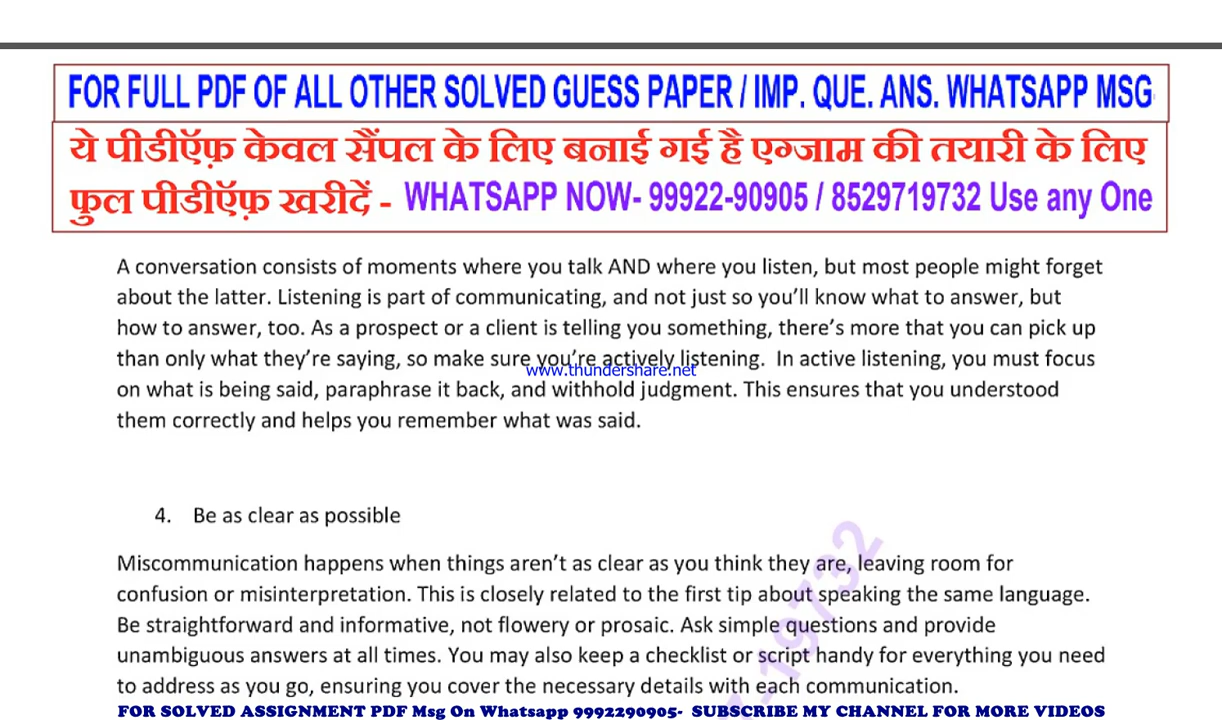 FOR FULL PDF OF ALL OTHER SOLVED GUESS PAPER / IMP. QUE. ANS. WHATSAPP MSG
ये पीडीऍफ़ केवल सैंपल के लिए बनाई गई है एग्जाम की तयारी के लिए
फुल पीडीऍफ़ खरीदें - WHATSAPP NOW- 99922-90905 / 8529719732 Use any One
A conversation consists of moments where you talk AND where you listen, but most people might forget
about the latter. Listening is part of communicating, and not just so you’ll know what to answer, but
how to answer, too. As a prospect or a client is telling you something, there’s more that you can pick up
than only what they’re saying, so make sure you’re actively listening.  In active listening, you must focus
www.thundershare.net
on what is being said, paraphrase it back, and withhold judgment. This ensures that you understood
them correctly and helps you remember what was said.
4. Be as clear as possible
Miscommunication happens when things aren’t as clear as you think they are, leaving room for
confusion or misinterpretation. This is closely related to the first tip about speaking the same language.
Be straightforward and informative, not flowery or prosaic. Ask simple questions and provide
unambiguous answers at all times. You may also keep a checklist or script handy for everything you need
to address as you go, ensuring you cover the necessary details with each communication.
FOR SOLVED ASSIGNMENT PDF Msg On Whatsapp 9992290905- SUBSCRIBE MY CHANNEL FOR MORE VIDEOS